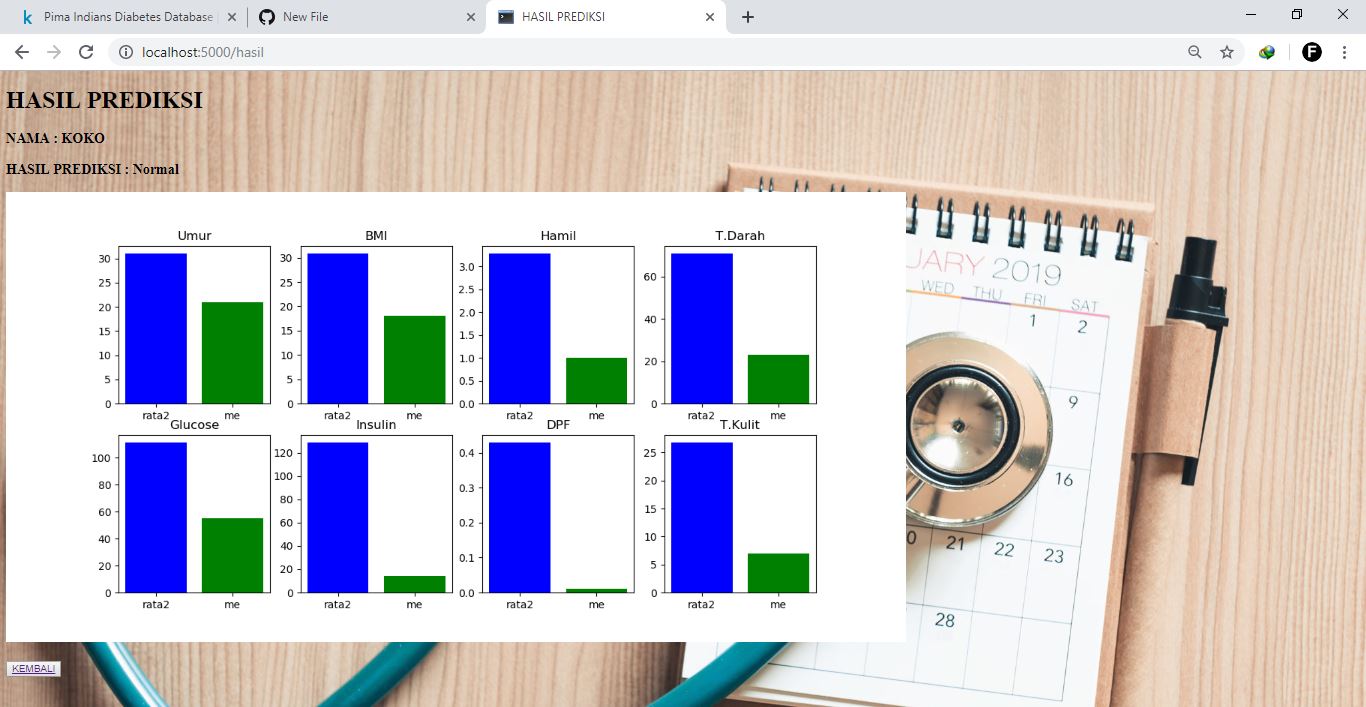 Pima Indians Diabetes Database
New File
HASIL PREDIKSI
localhost:5000/hasil
F
HASIL PREDIKSI
NAMA : KOKO
HASIL PREDIKSI : Normal
Umur BMI Hamil T.Darah
30 25 20 15 10 5 0
rata2 me
30 25 20 15 10 5 0
rata2 me
3.0 2.5 2.0 1.5 1.0 0.5 0.0
rata2 me
60 40 20 0
rata2 me
Glucose Insulin DPF T.Kulit
100 80 60 40 20 0
rata2 me
120 100 80 60 40 20 0
rata2 me
0.4 0.3 0.2 0.1 0.0
rata2 me
25 20 15 10 5 0
rata2 me
UARY 2019
WED THU FRI SAT
1 2
9
16
0 21 22 23
28
KEMBALI